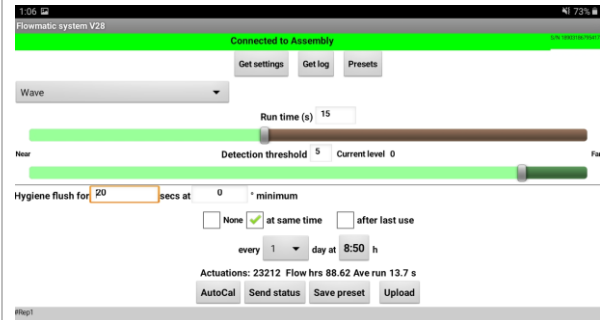 1:06 73%
Flowmatic system V28
Connected to Assembly
Get settings Get log Presets
Wave
Run time (s) 15
Near Detection threshold 5 Current level 0 Far
Hygiene flush for 20 secs at 0 ° minimum
None at same time after last use
every 1 day at 8:50 h
Actuations: 23212 Flow hrs 88.62 Ave run 13.7 s
AutoCal Send status Save preset Upload
#Rep1